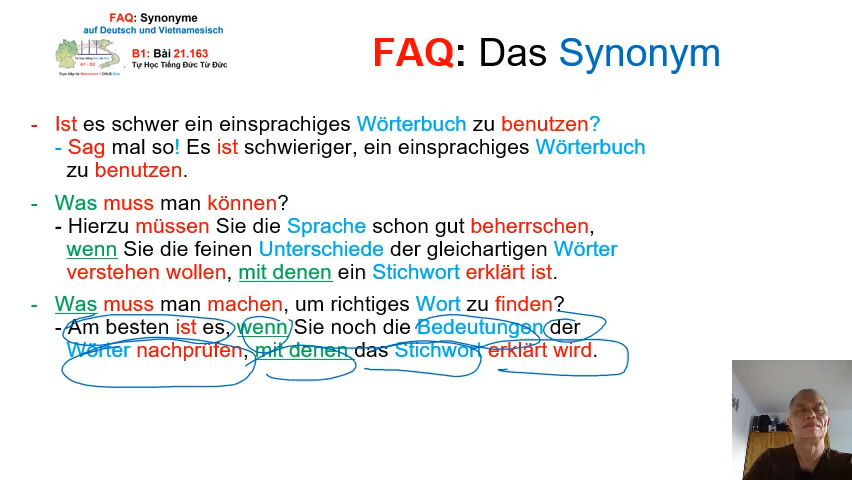 FAQ: Synonyme
auf Deutsch und Vietnamesisch
B1: Bài 21.163
Tự Học Tiếng Đức Từ Đức
A1 - B2
FAQ: Das Synonym
- Ist es schwer ein einsprachiges Wörterbuch zu benutzen?
- Sag mal so! Es ist schwieriger, ein einsprachiges Wörterbuch
zu benutzen.
- Was muss man können?
- Hierzu müssen Sie die Sprache schon gut beherrschen,
wenn Sie die feinen Unterschiede der gleichartigen Wörter
verstehen wollen, mit denen ein Stichwort erklärt ist.
- Was muss man machen, um richtiges Wort zu finden?
- Am besten ist es, wenn Sie noch die Bedeutungen der
Wörter nachprüfen, mit denen das Stichwort erklärt wird.